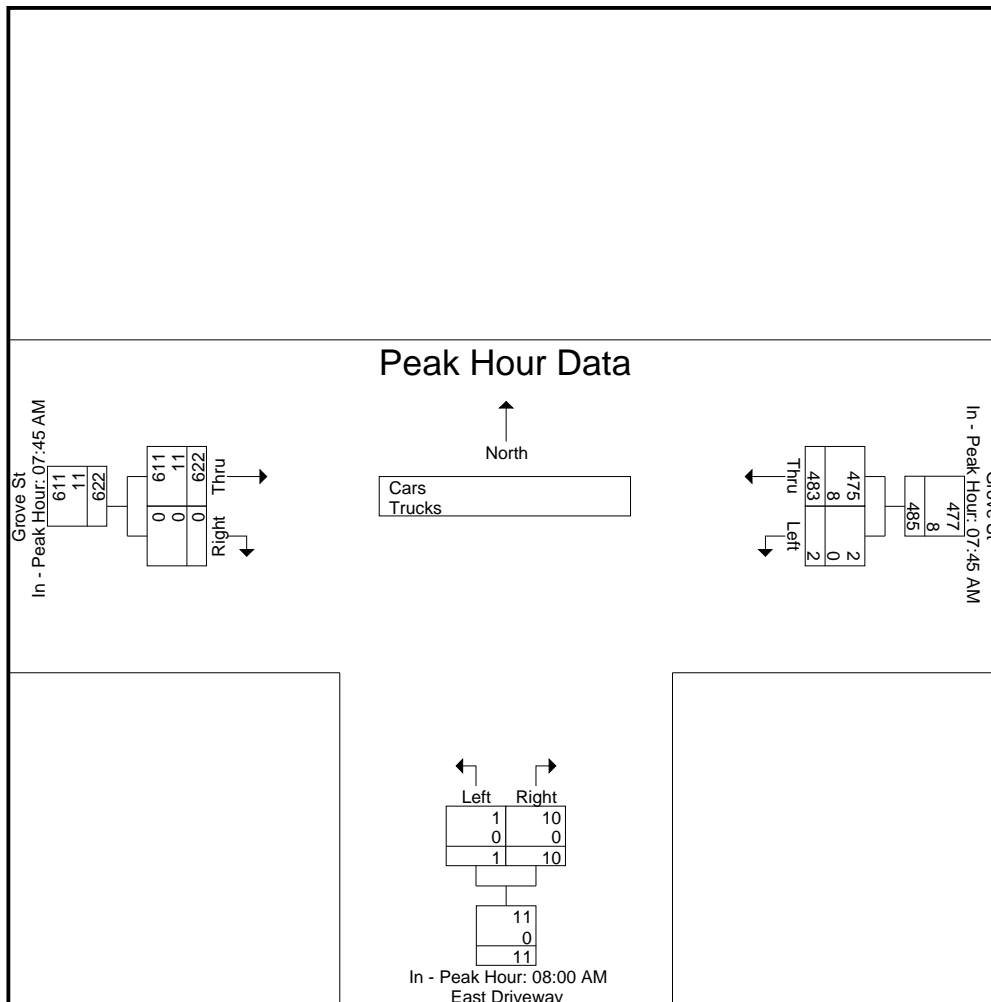 Peak Hour Data
North
Cars
Trucks
Grove St
In - Peak Hour: 07:45 AM
611
11
622
611
11
622
Thru
0
0
0
Right
Thru
475
8
483
Left
2
0
2
477
8
485
In - Peak Hour: 07:45 AM
Grove St
Left Right
1 10
0 0
1 10
11
0
11
In - Peak Hour: 08:00 AM
East Driveway